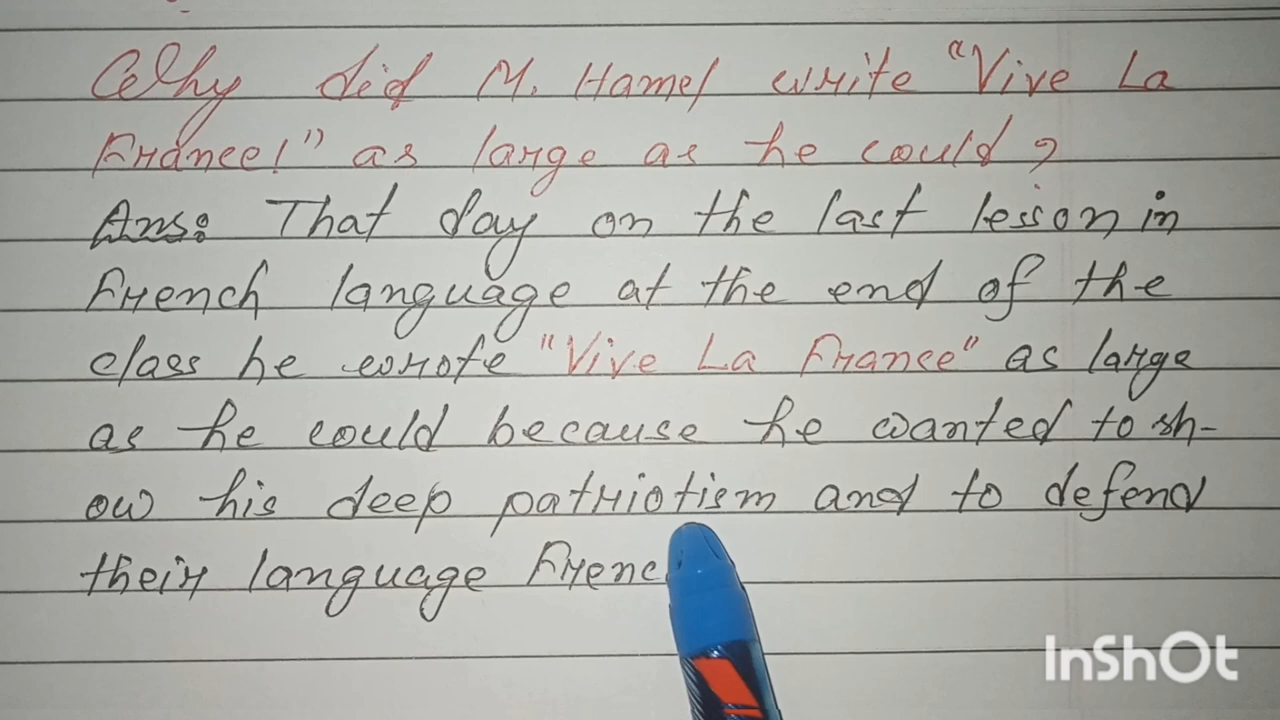 Why did M. Hamel write "Vive La
France!" as large as he could?
Ans: That day on the last lesson in
French language at the end of the
class he wrote "Vive La France" as large
as he could because he wanted to sh-
ow his deep patriotism and to defend
their language Frenc
InShOt